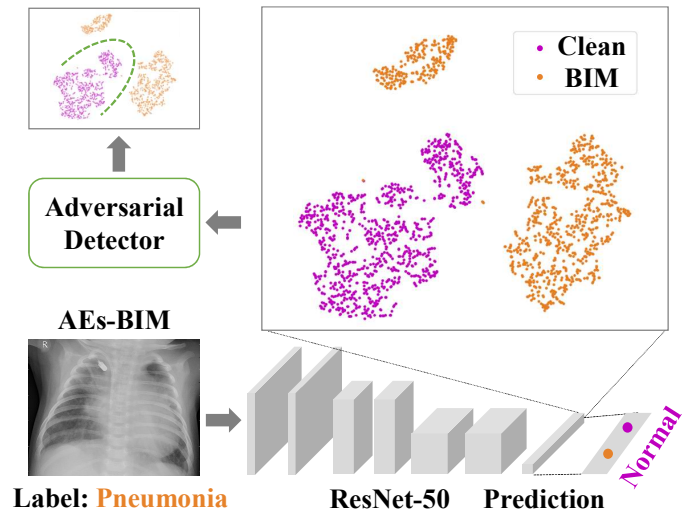 Clean
BIM
Adversarial
Detector
AEs-BIM
R
Normal
Label: Pneumonia
ResNet-50
Prediction